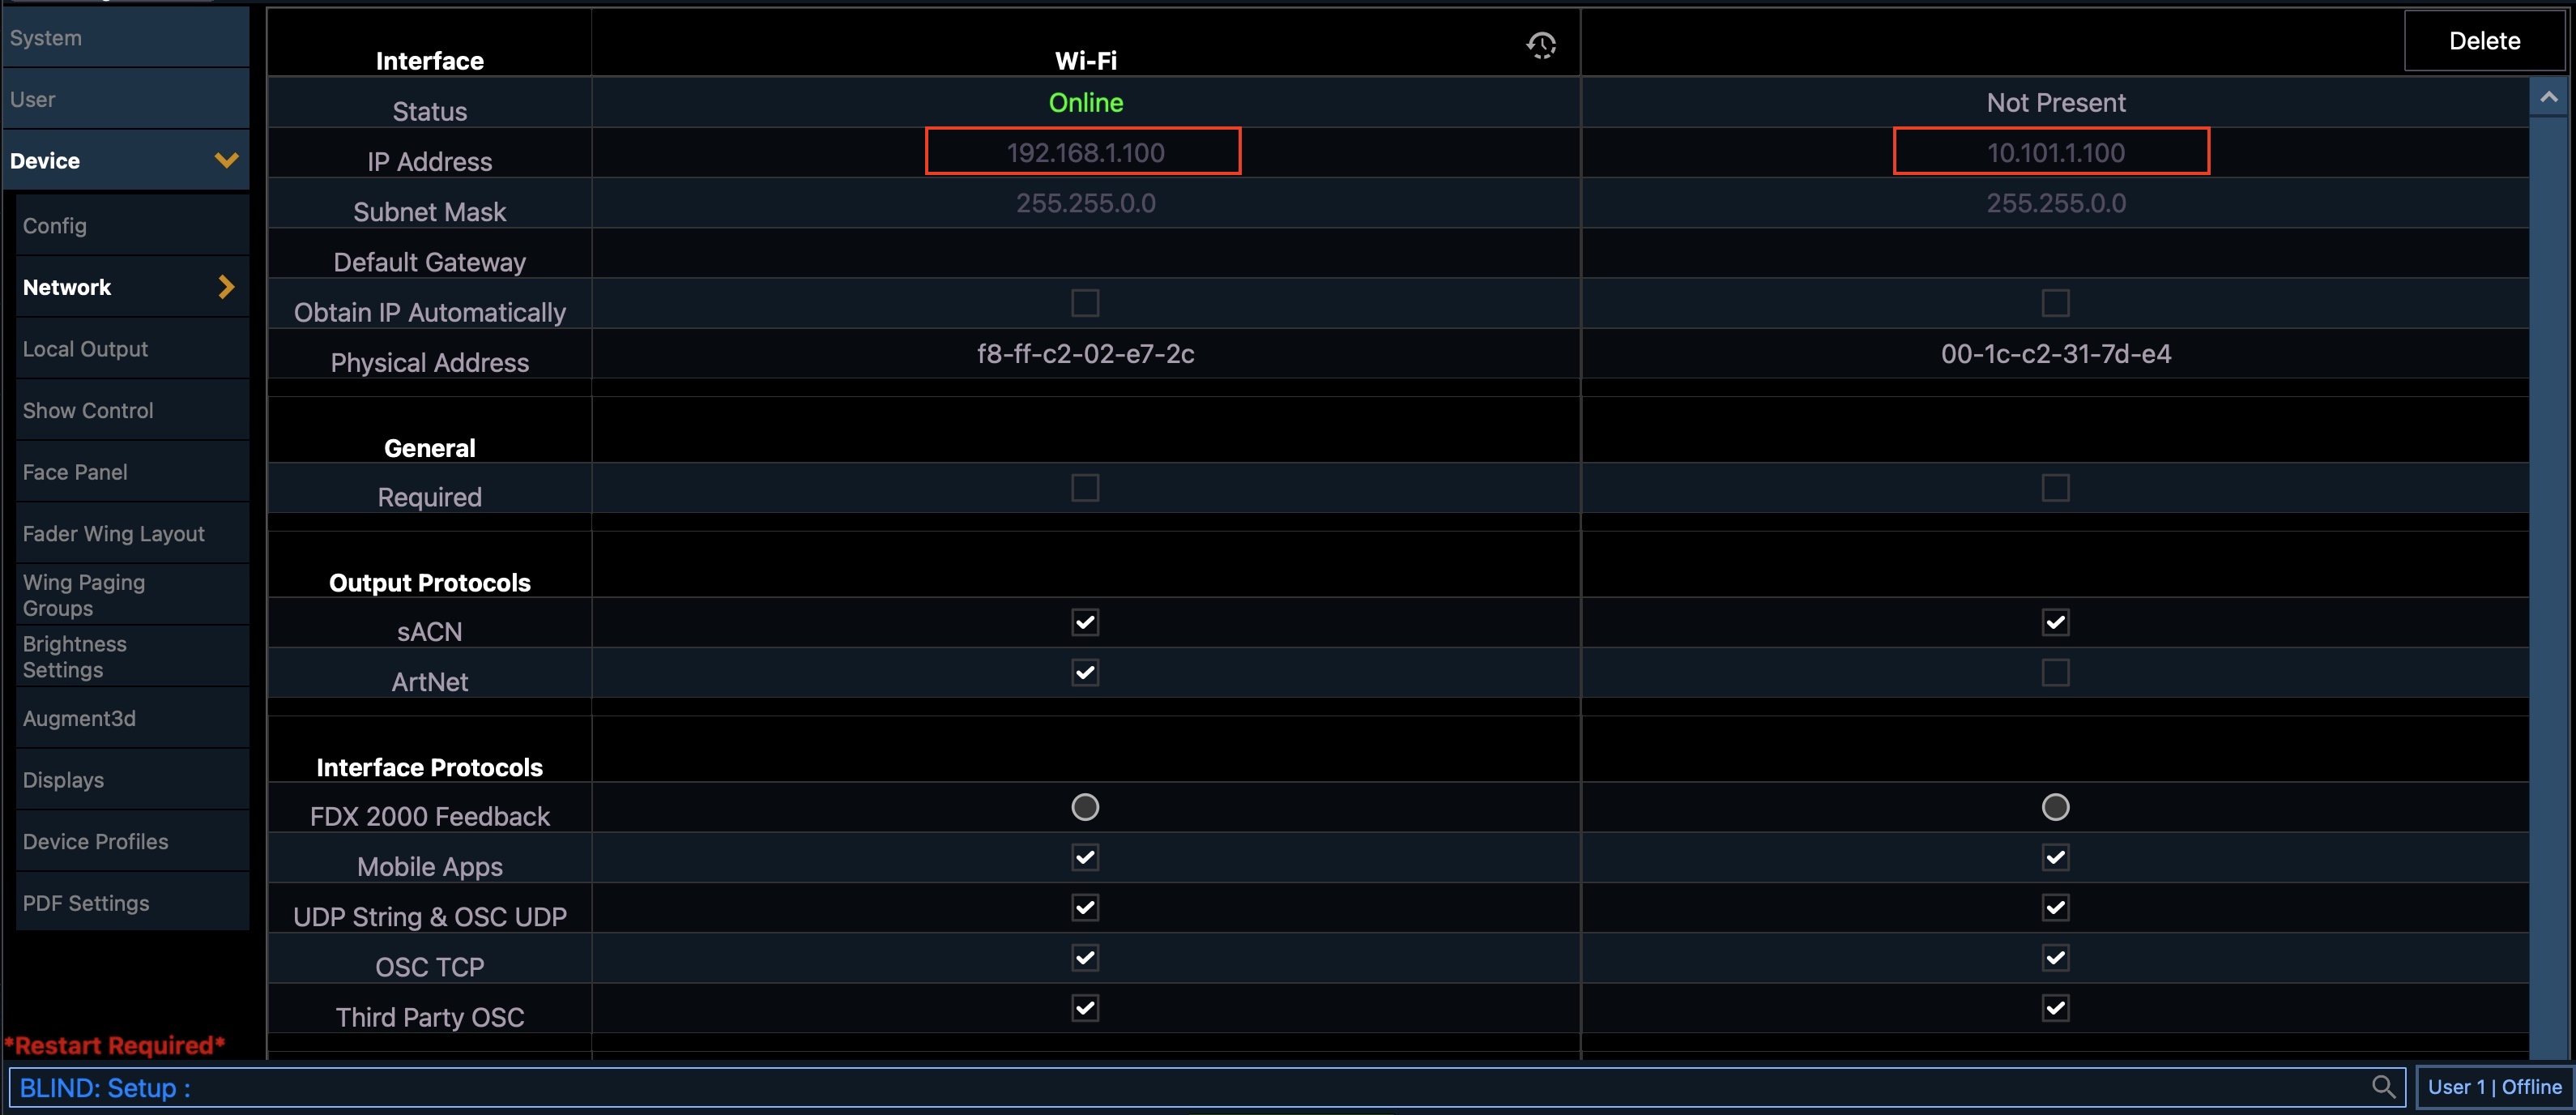 System
User
Device
Config
Network
Local Output
Show Control
Face Panel
Fader Wing Layout
Wing Paging
Groups
Brightness
Settings
Augment3d
Displays
Device Profiles
PDF Settings
*Restart Required*
Interface Wi-Fi Delete
Status Online Not Present
IP Address 192.168.1.100 10.101.1.100
Subnet Mask 255.255.0.0 255.255.0.0
Default Gateway
Obtain IP Automatically
Physical Address f8-ff-c2-02-e7-2c 00-1c-c2-31-7d-e4
General
Required
Output Protocols
sACN
ArtNet
Interface Protocols
FDX 2000 Feedback
Mobile Apps
UDP String & OSC UDP
OSC TCP
Third Party OSC
BLIND: Setup : User 1 | Offline